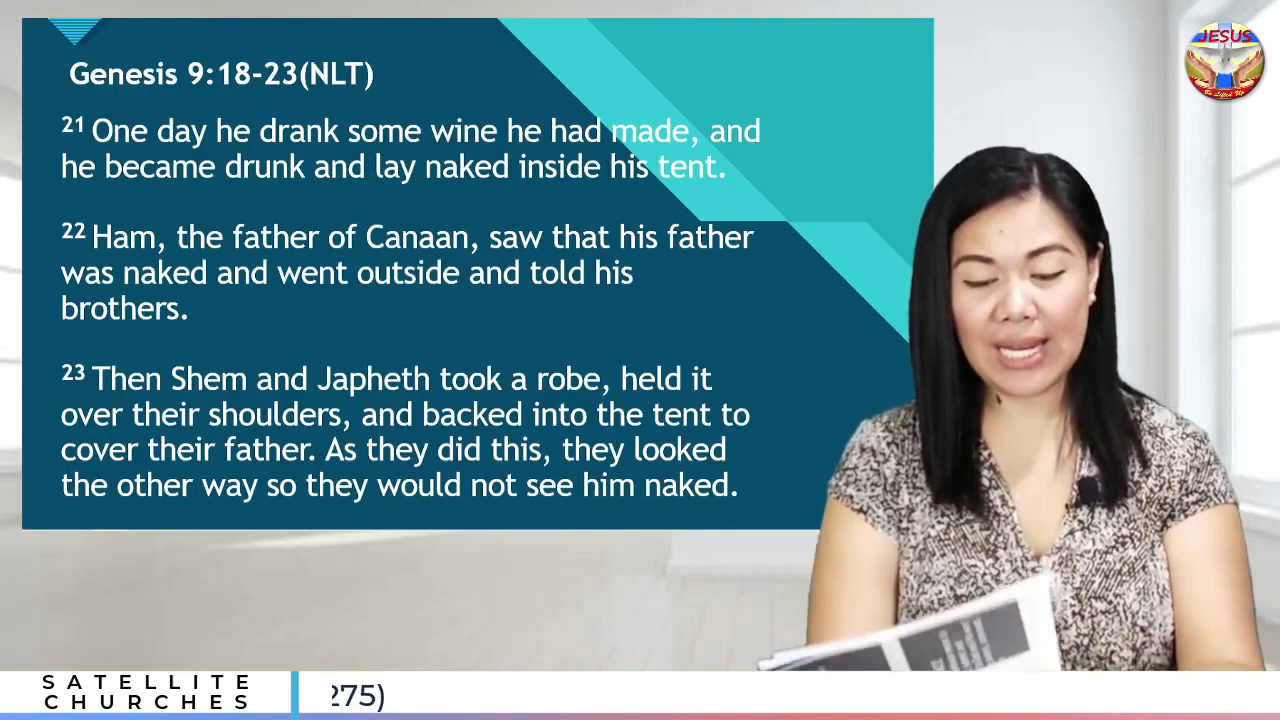 Genesis 9:18-23(NLT)
21 One day he drank some wine he had made, and
he became drunk and lay naked inside his tent.
22 Ham, the father of Canaan, saw that his father
was naked and went outside and told his
brothers.
23 Then Shem and Japheth took a robe, held it
over their shoulders, and backed into the tent to
cover their father. As they did this, they looked
the other way so they would not see him naked.
JESUS
Be Lifted Up
SATELLITE
CHURCHES
275)